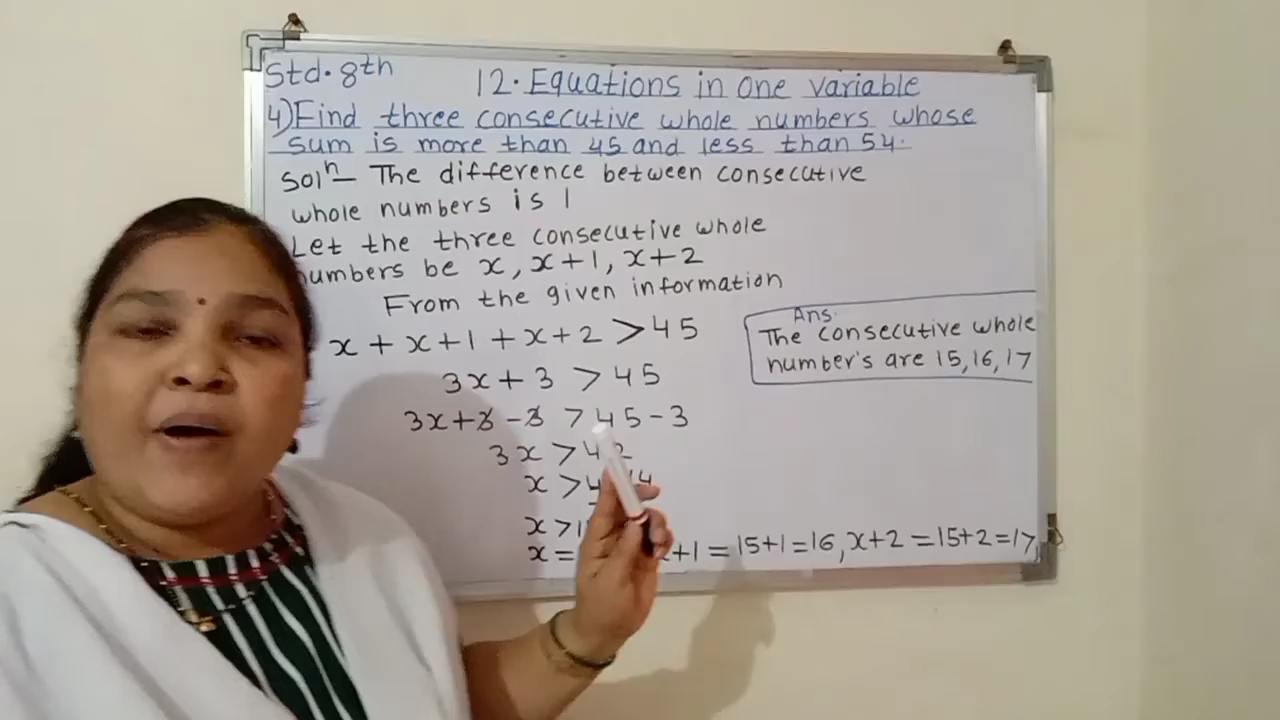 Std. 8th
12. Equations in one variable
4) Find three consecutive whole numbers whose
sum is more than 45 and less than 54.
Solⁿ- The difference between consecutive
whole numbers is 1
Let the three consecutive whole
numbers be x, x+1, x+2
From the given information
x + x+1 + x+2 > 45
3x + 3 > 45
3x+3 - 3 > 45 - 3
3x > 42
x >
x >
x = +1 = 15+1=16, x+2 = 15+2=17,
Ans.
The consecutive whole
number's are 15, 16, 17